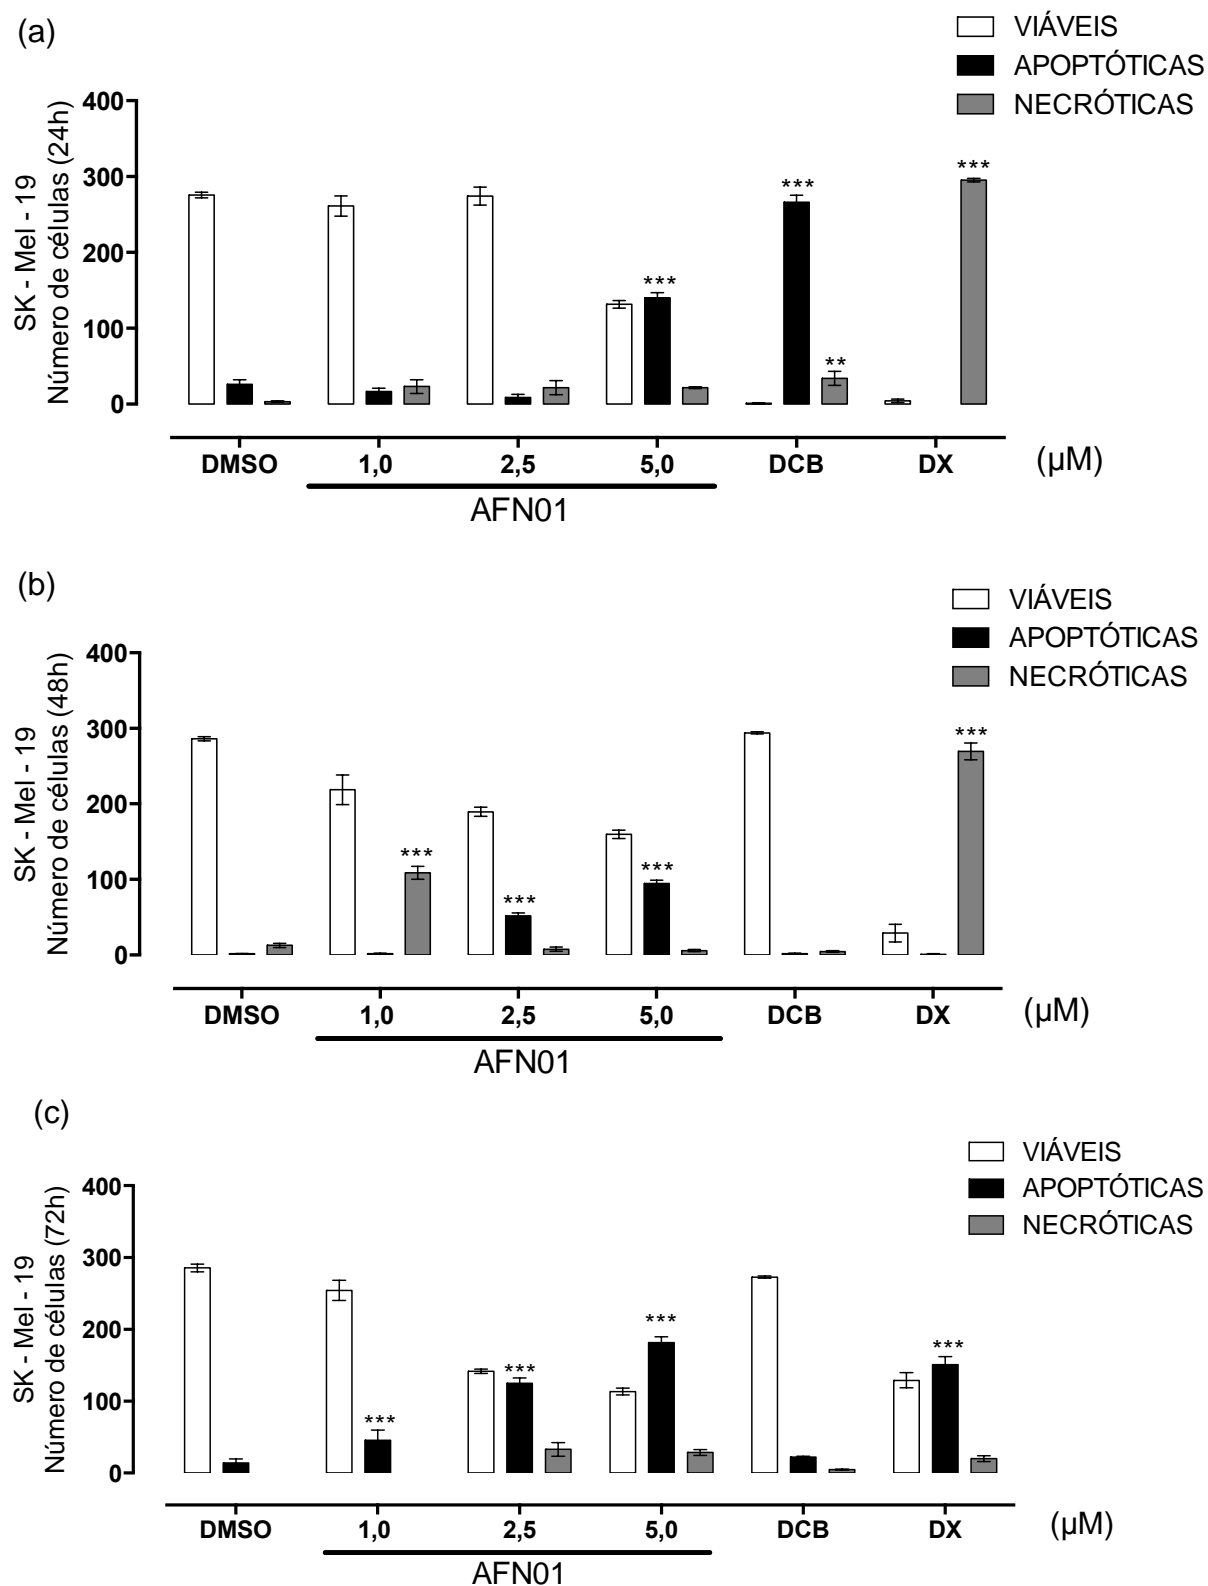 (a)
VIÁVEIS
APOPTÓTICAS
NECRÓTICAS
SK - Mel - 19
Número de células (24h)
400
300
200
100
0
***
***
**
***
DMSO 1,0 2,5 5,0 DCB DX (µM)
AFN01
(b)
VIÁVEIS
APOPTÓTICAS
NECRÓTICAS
SK - Mel - 19
Número de células (48h)
400
300
200
100
0
***
***
***
***
DMSO 1,0 2,5 5,0 DCB DX (µM)
AFN01
(c)
VIÁVEIS
APOPTÓTICAS
NECRÓTICAS
SK - Mel - 19
Número de células (72h)
400
300
200
100
0
***
***
***
***
DMSO 1,0 2,5 5,0 DCB DX (µM)
AFN01